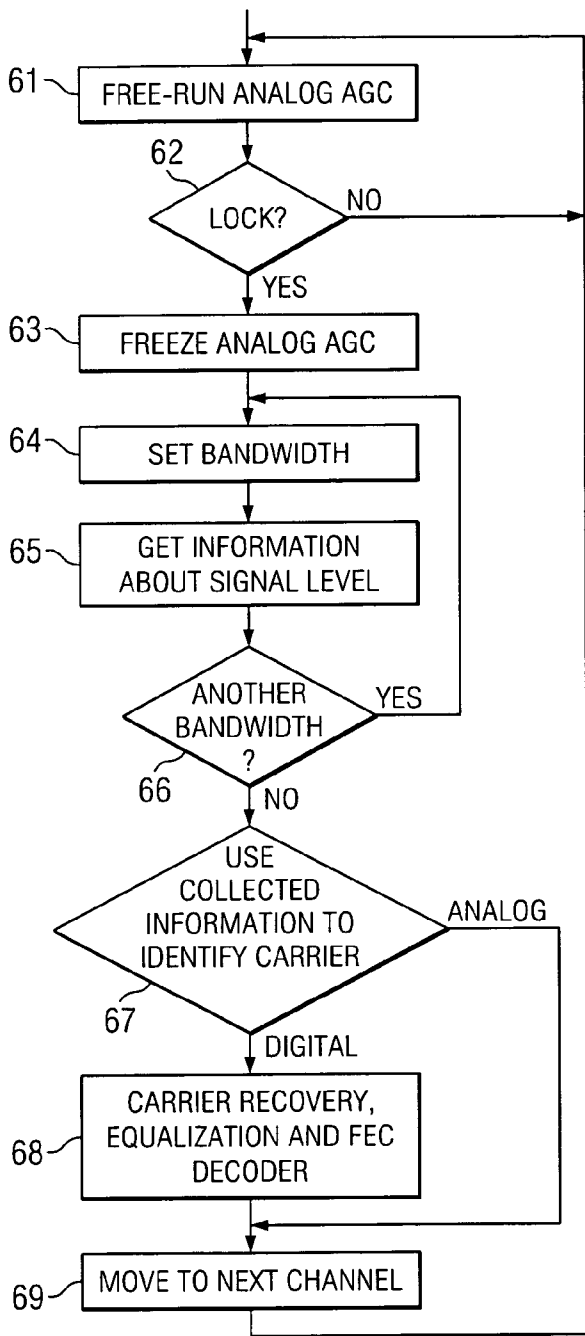 61
FREE-RUN ANALOG AGC
62
LOCK?
NO
YES
63
FREEZE ANALOG AGC
64
SET BANDWIDTH
65
GET INFORMATION
ABOUT SIGNAL LEVEL
ANOTHER
BANDWIDTH
?
YES
66
NO
USE
COLLECTED
INFORMATION TO
IDENTIFY CARRIER
ANALOG
67
DIGITAL
68
CARRIER RECOVERY,
EQUALIZATION AND FEC
DECODER
69
MOVE TO NEXT CHANNEL